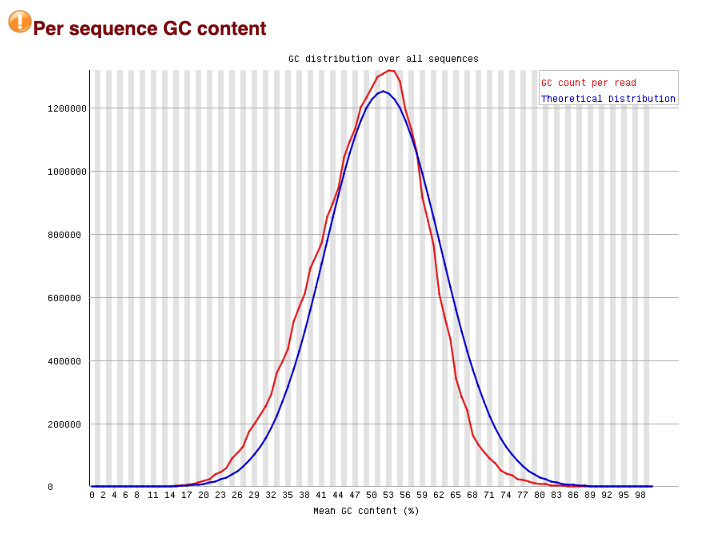 Per sequence GC content
GC distribution over all sequences
GC count per read
Theoretical Distribution
1200000
1000000
800000
600000
400000
200000
0
0 2 4 6 8 11 14 17 20 23 26 29 32 35 38 41 44 47 50 53 56 59 62 65 68 71 74 77 80 83 86 89 92 95 98
Mean GC content (%)